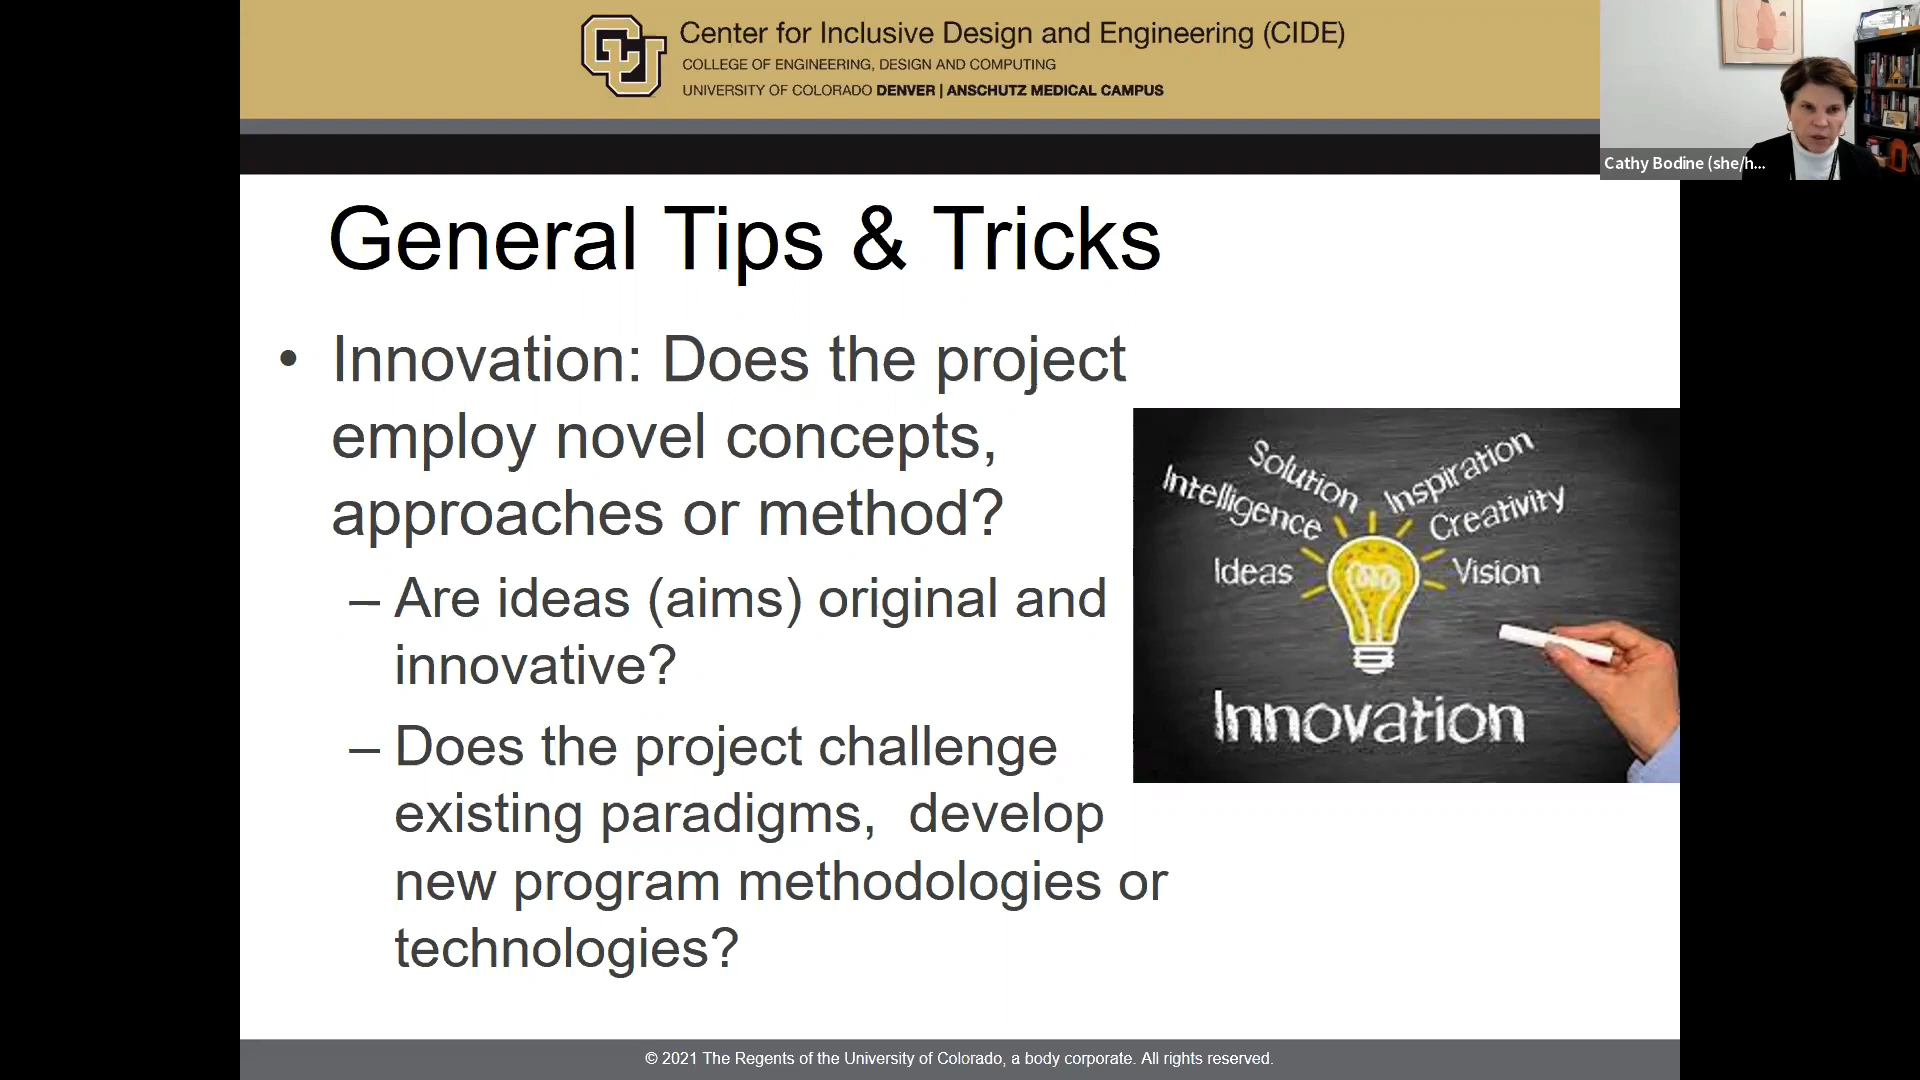 Center for Inclusive Design and Engineering (CIDE)
COLLEGE OF ENGINEERING, DESIGN AND COMPUTING
UNIVERSITY OF COLORADO DENVER | ANSCHUTZ MEDICAL CAMPUS
Cathy Bodine (she/h...
General Tips & Tricks
• Innovation: Does the project
employ novel concepts,
approaches or method?
– Are ideas (aims) original and
innovative?
– Does the project challenge
existing paradigms,  develop
new program methodologies or
technologies?
Solution
Inspiration
Intelligence
Creativity
Ideas
Vision
Innovation
© 2021 The Regents of the University of Colorado, a body corporate. All rights reserved.